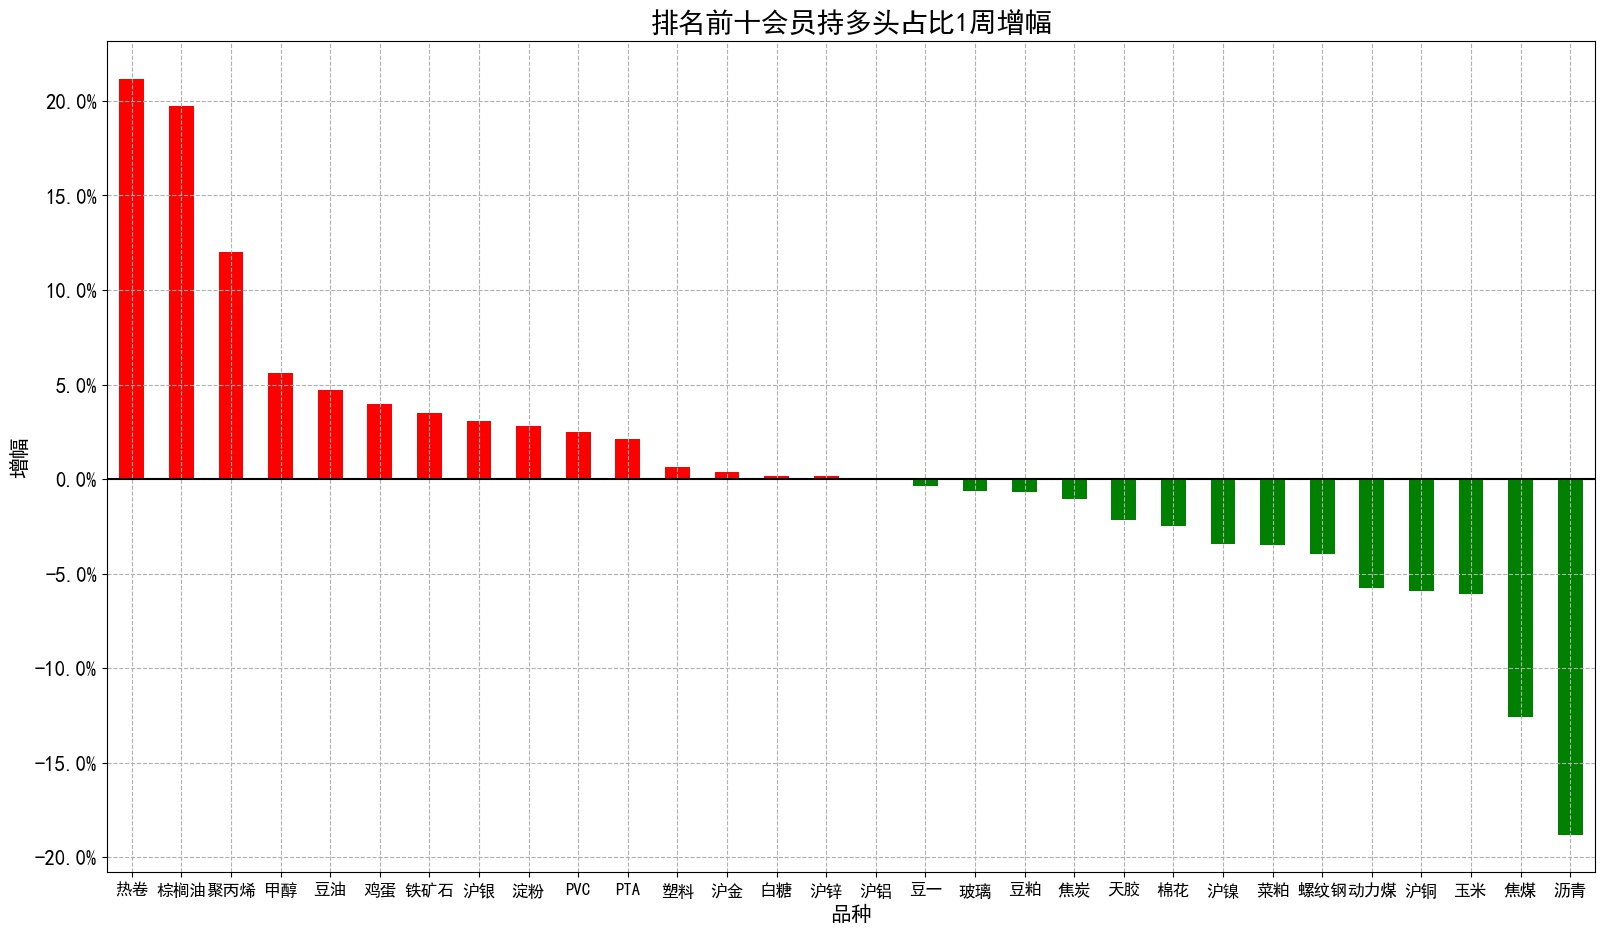 排名前十会员持多头占比1周增幅
20.0%
15.0%
10.0%
5.0%
0.0%
−5.0%
−10.0%
−15.0%
−20.0%
增幅
热卷 棕榈油 聚丙烯 甲醇 豆油 鸡蛋 铁矿石 沪银 淀粉 PVC PTA 塑料 沪金 白糖 沪锌 沪铝 豆一 玻璃 豆粕 焦炭 天胶 棉花 沪镍 菜粕 螺纹钢 动力煤 沪铜 玉米 焦煤 沥青
品种